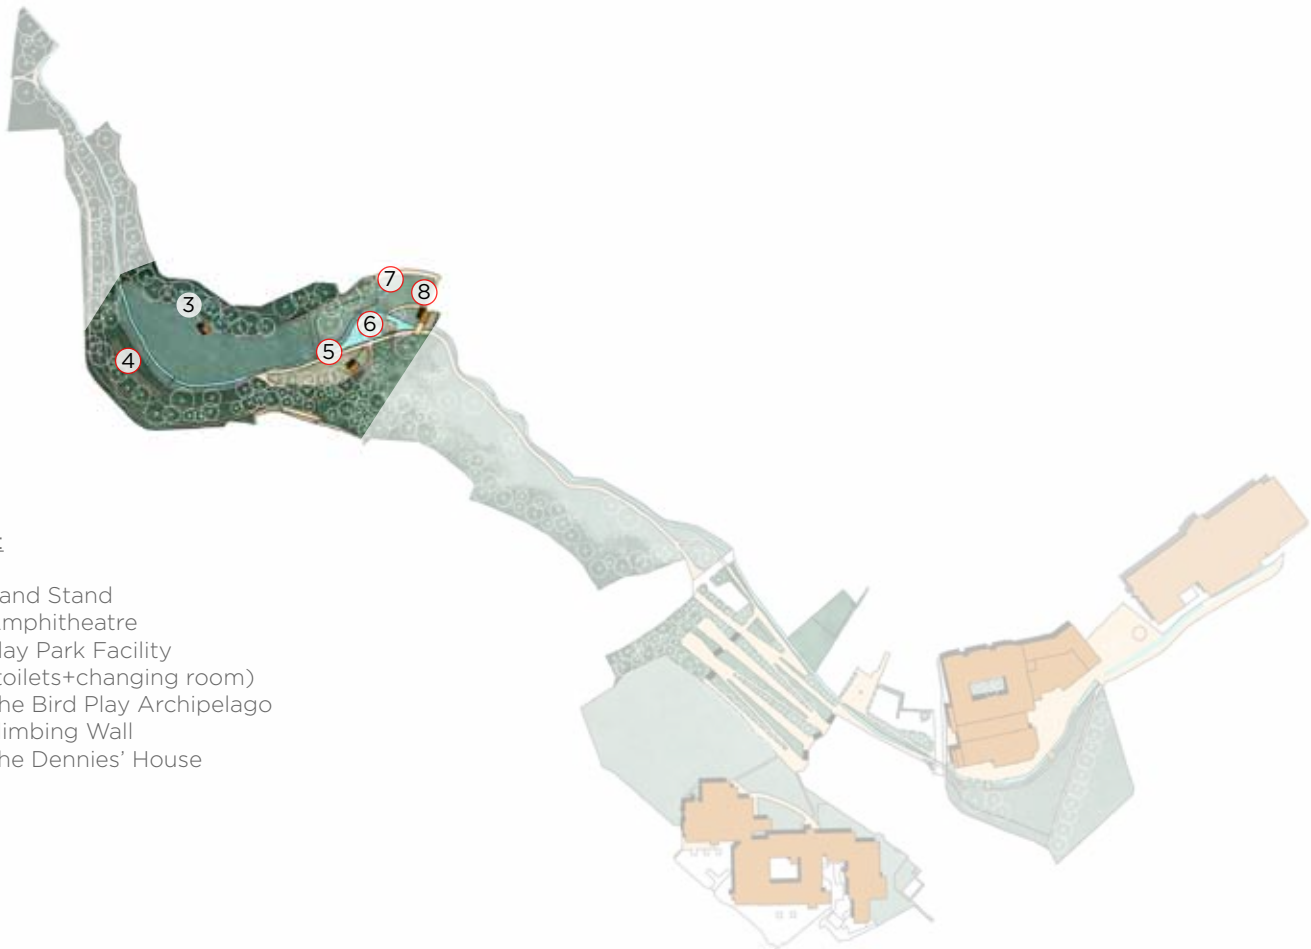 7
3
8
6
5
4
:
and Stand
mphitheatre
lay Park Facility
toilets+changing room)
he Bird Play Archipelago
limbing Wall
he Dennies' House